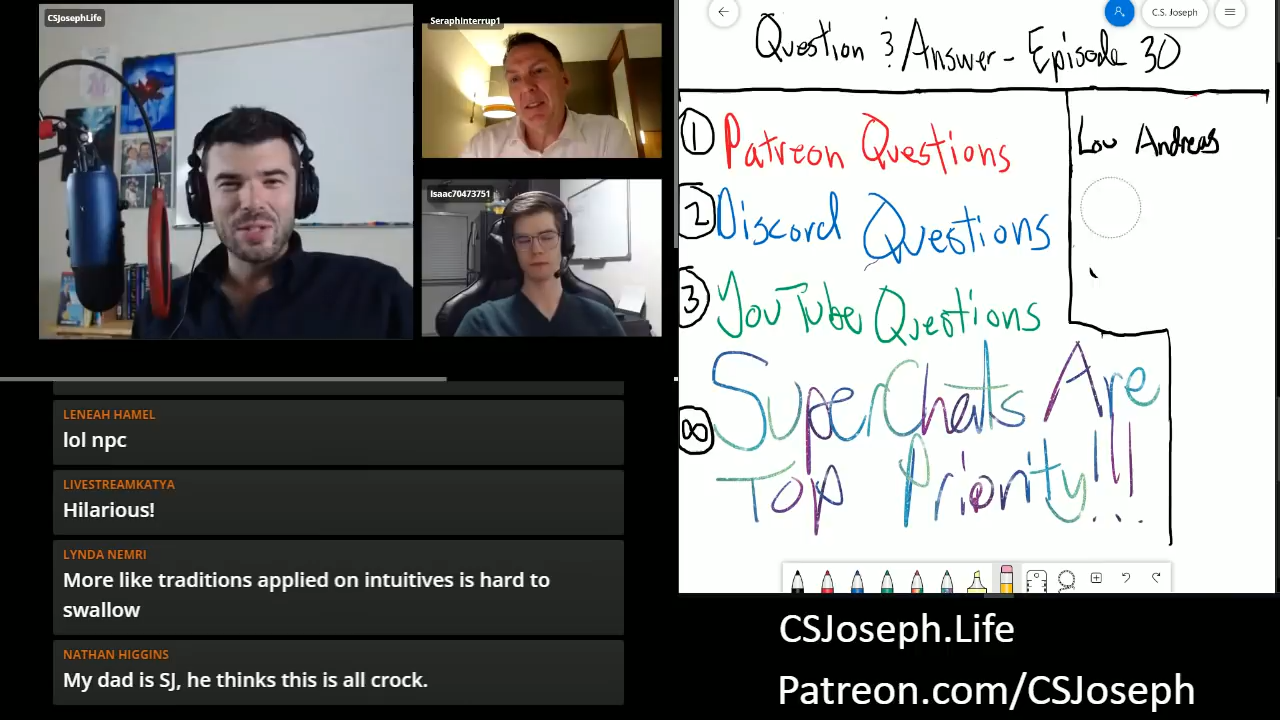 CSJosephLife
Seraphinterrup1
Isaac70473751
LENEAH HAMEL
lol npc
LIVESTREAMKATYA
Hilarious!
LYNDA NEMRI
More like traditions applied on intuitives is hard to
swallow
NATHAN HIGGINS
My dad is SJ, he thinks this is all crock.
C.S. Joseph
Question & Answer - Episode 30
1 Patreon Questions
2 Discord Questions
3 YouTube Questions
∞ SuperChats Are
Top Priority!!!
Lou Andreas
CSJoseph.Life
Patreon.com/CSJoseph